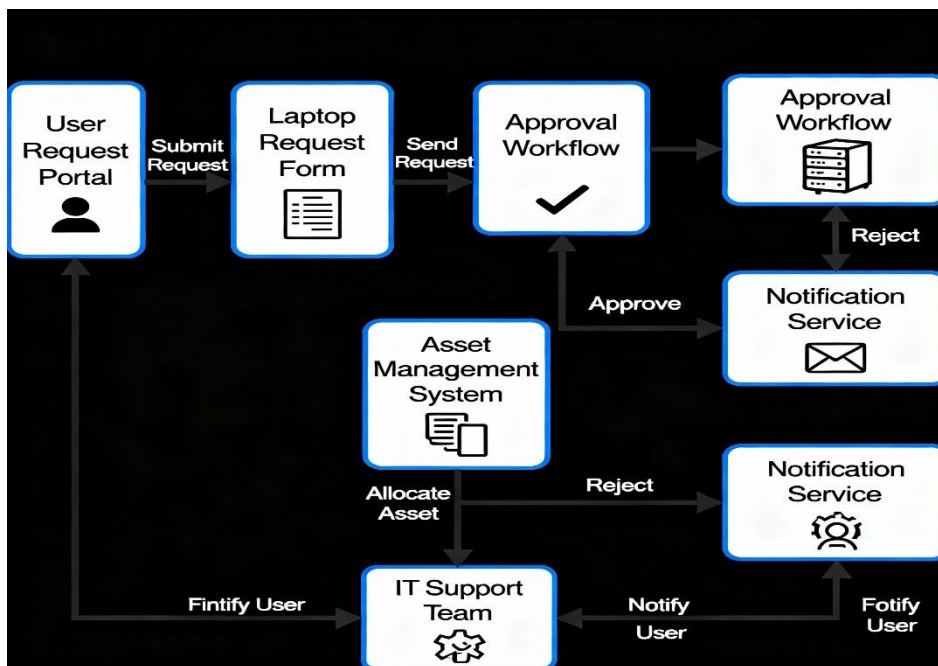 User
Request
Portal
Submit
Request
Laptop
Request
Form
Send
Request
Approval
Workflow
Approval
Workflow
Reject
Approve
Notification
Service
Asset
Management
System
Allocate
Asset
Reject
Notification
Service
Fintify User
IT Support
Team
Notify
User
Fotify
User